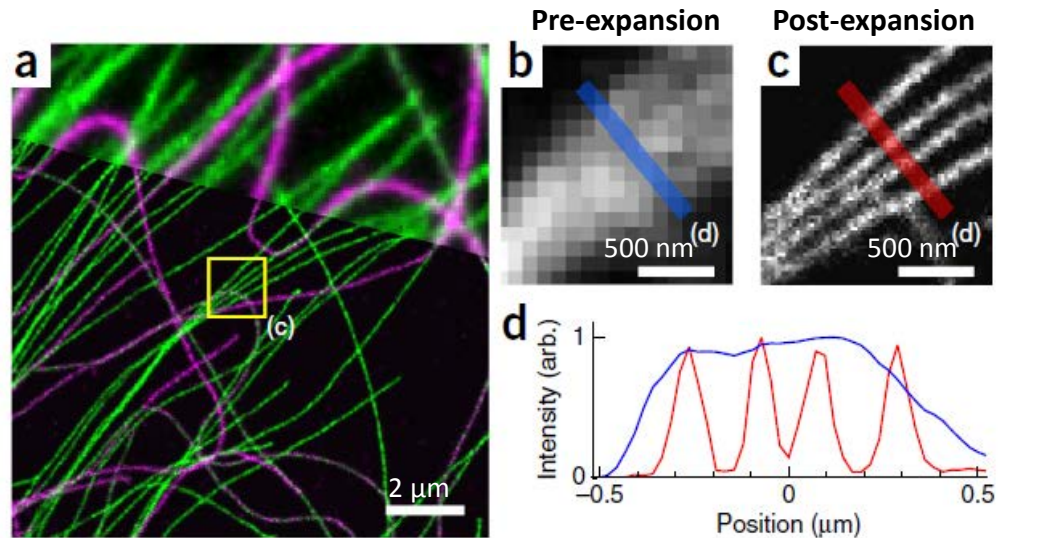 Pre-expansion Post-expansion
a
b
c
(d)
500 nm
(d)
500 nm
(c)
2 µm
d
Intensity (arb.)
1
0
−0.5
0
0.5
Position (µm)